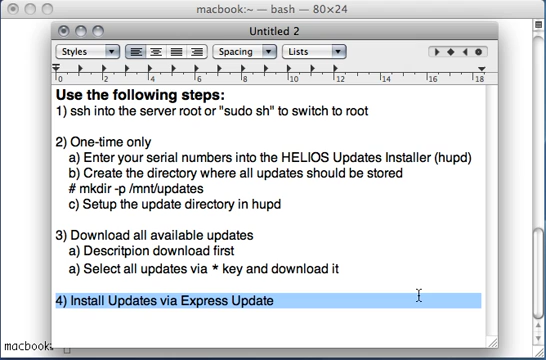 macbook:~ — bash — 80×24
Untitled 2
Styles
Spacing
Lists
0 2 4 6 8 10 12 14 16 18
Use the following steps:
1) ssh into the server root or "sudo sh" to switch to root
2) One-time only
a) Enter your serial numbers into the HELIOS Updates Installer (hupd)
b) Create the directory where all updates should be stored
# mkdir -p /mnt/updates
c) Setup the update directory in hupd
3) Download all available updates
a) Descritpion download first
a) Select all updates via * key and download it
4) Install Updates via Express Update
macbook: